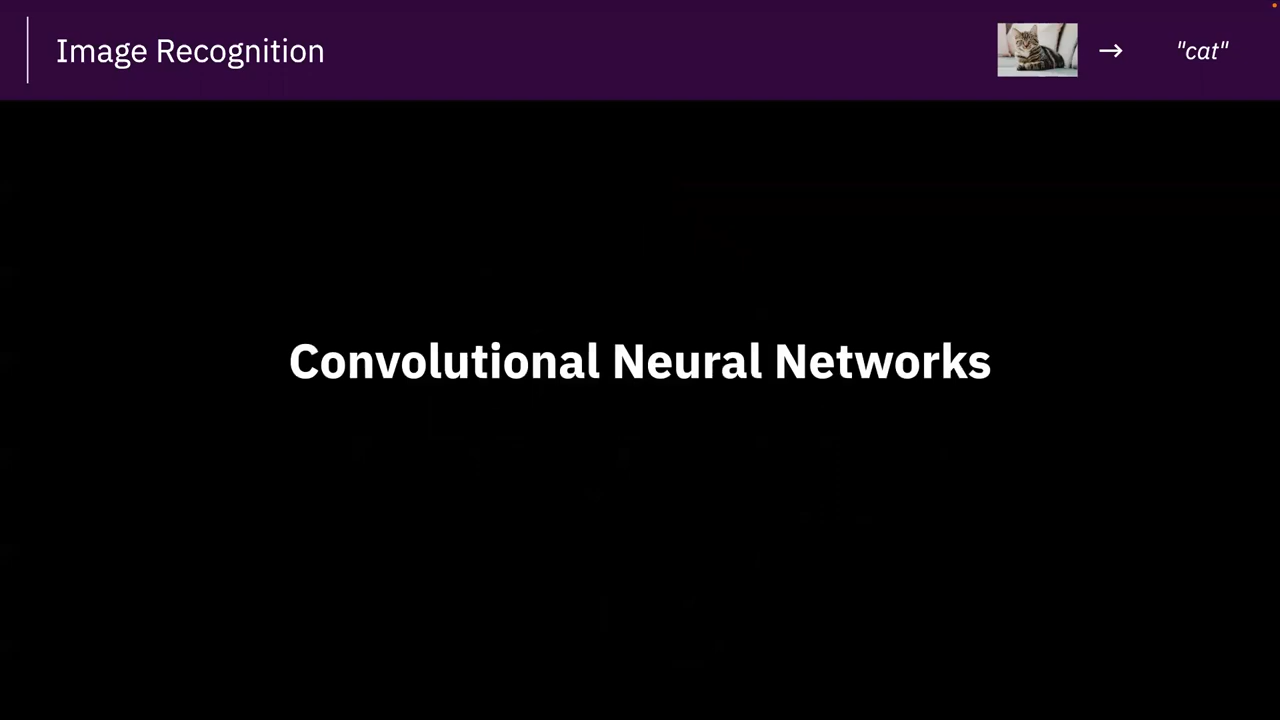 Image Recognition
→ "cat"
Convolutional Neural Networks